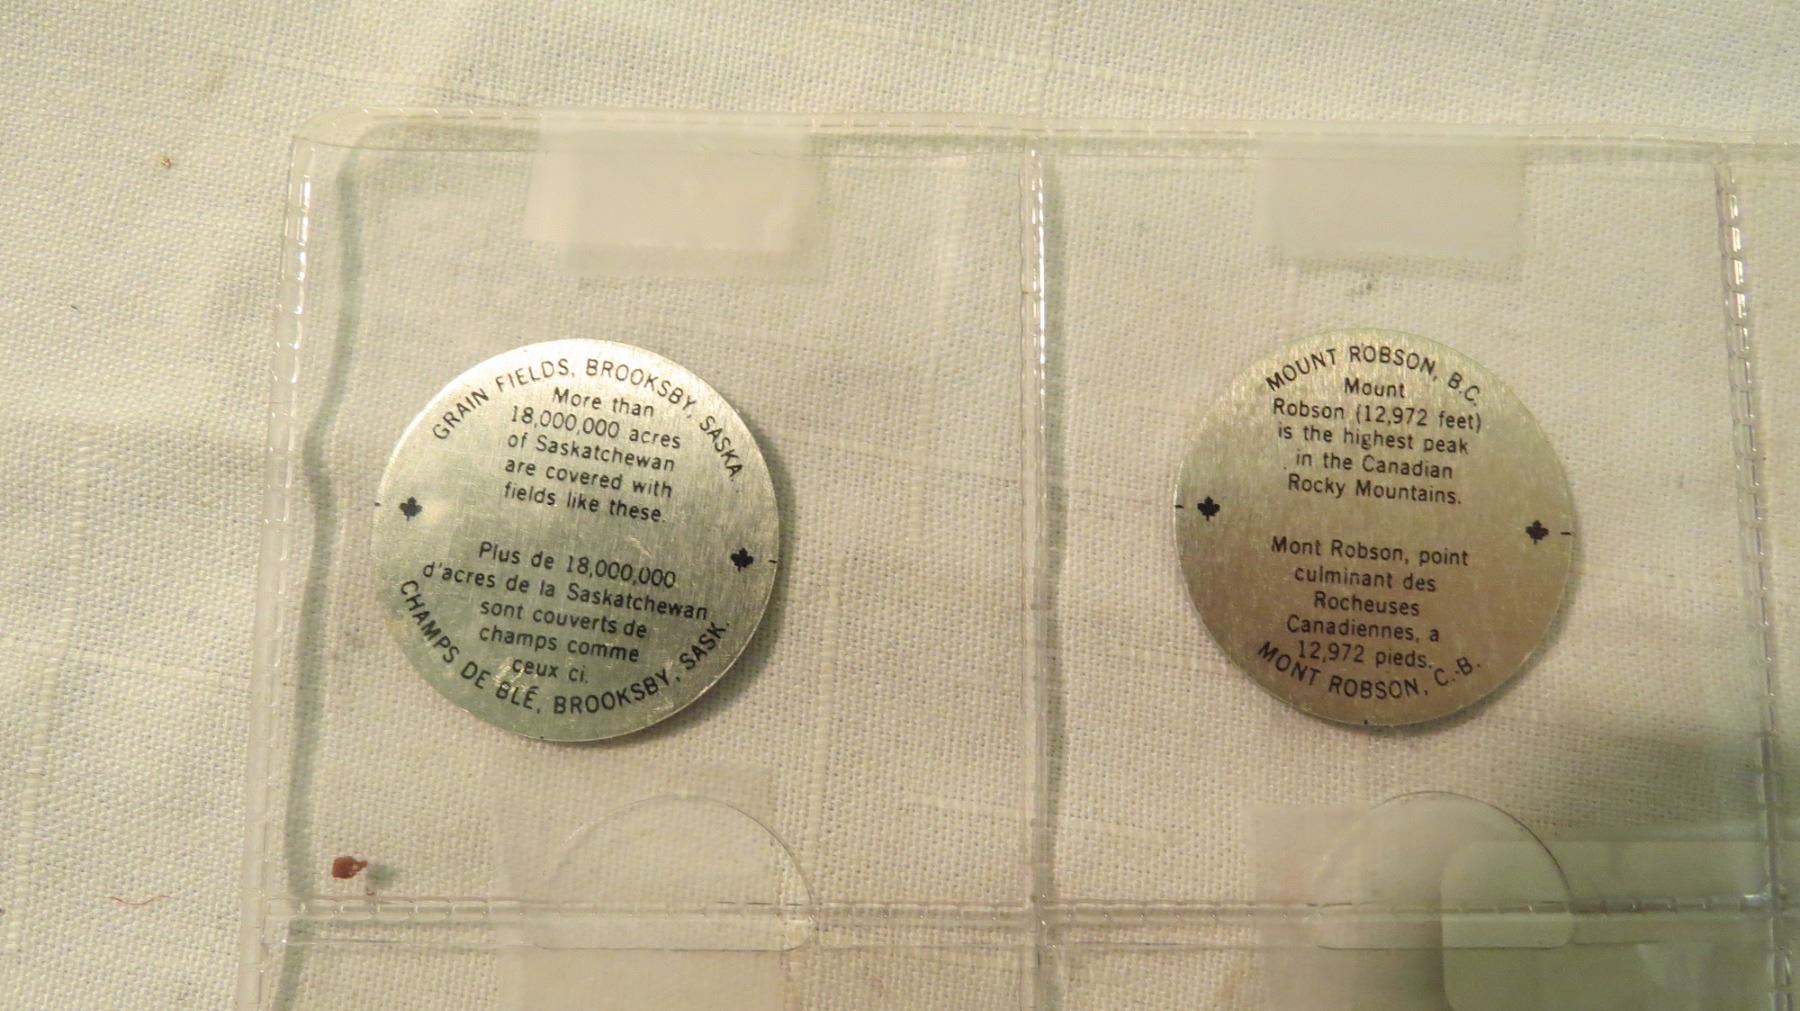 GRAIN FIELDS, BROOKSBY, SASKA.
More than
18,000,000 acres
of Saskatchewan
are covered with
fields like these.
Plus de 18,000,000
d'acres de la Saskatchewan
sont couverts de
champs comme
ceux ci.
CHAMPS DE BLÉ, BROOKSBY, SASK.
MOUNT ROBSON, B.C.
Mount
Robson (12,972 feet)
is the highest peak
in the Canadian
Rocky Mountains.
Mont Robson, point
culminant des
Rocheuses
Canadiennes, a
12,972 pieds.
MONT ROBSON, C.-B.